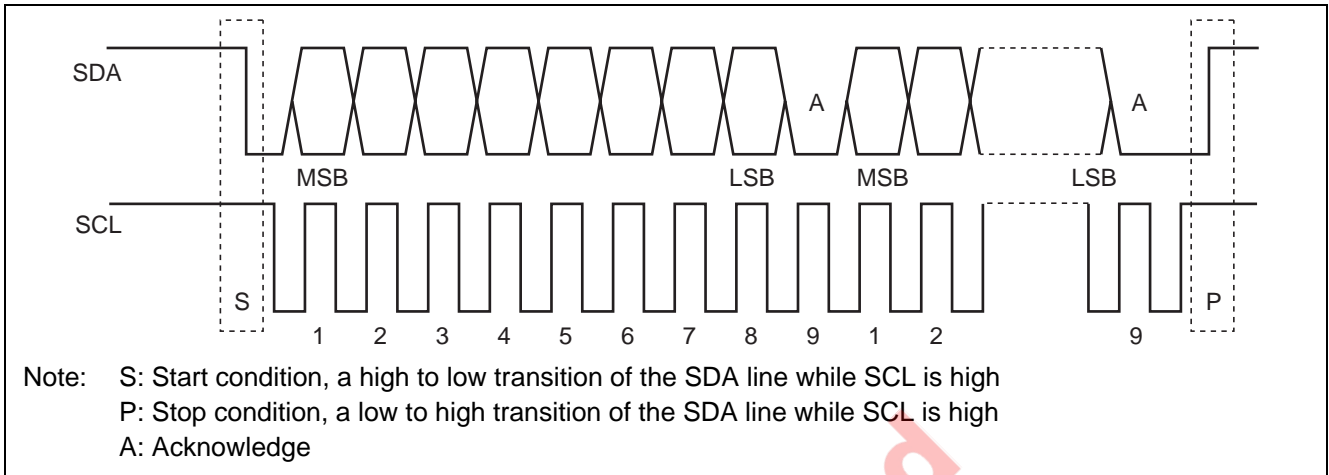 SDA
A
A
MSB
LSB
MSB
LSB
SCL
S
P
1 2 3 4 5 6 7 8 9 1 2 9
Note: S: Start condition, a high to low transition of the SDA line while SCL is high
P: Stop condition, a low to high transition of the SDA line while SCL is high
A: Acknowledge